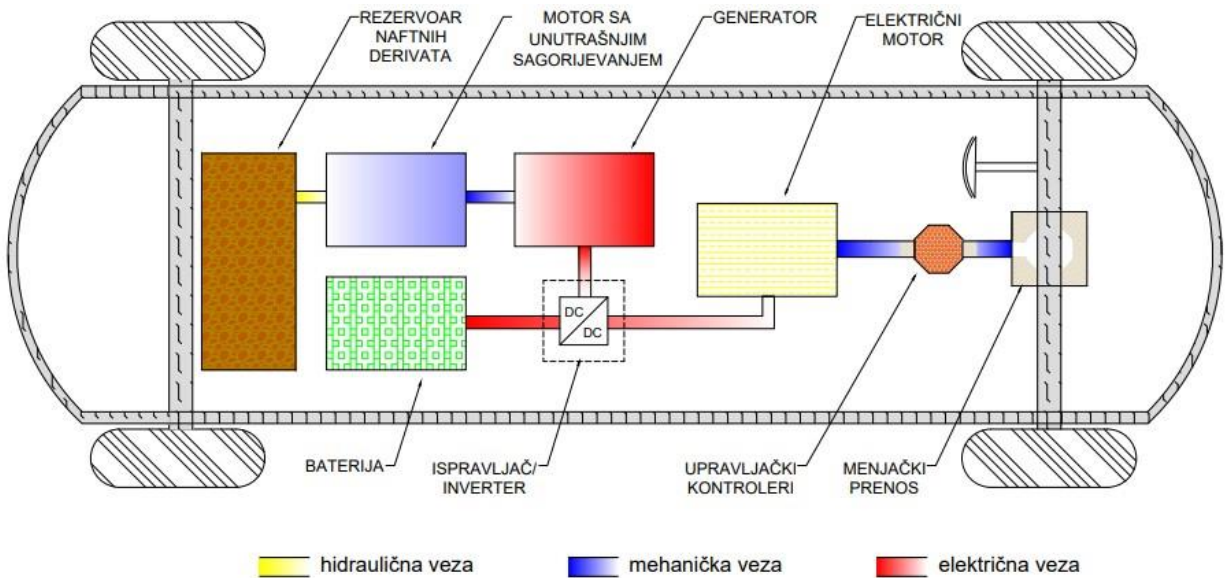 REZERVOAR
NAFTNIH
DERIVATA
MOTOR SA
UNUTRAŠNJIM
SAGORIJEVANJEM
GENERATOR
ELEKTRIČNI
MOTOR
DC
DC
BATERIJA
ISPRAVLJAČ/
INVERTER
UPRAVLJAČKI
KONTROLERI
MENJAČKI
PRENOS
hidraulična veza
mehanička veza
električna veza